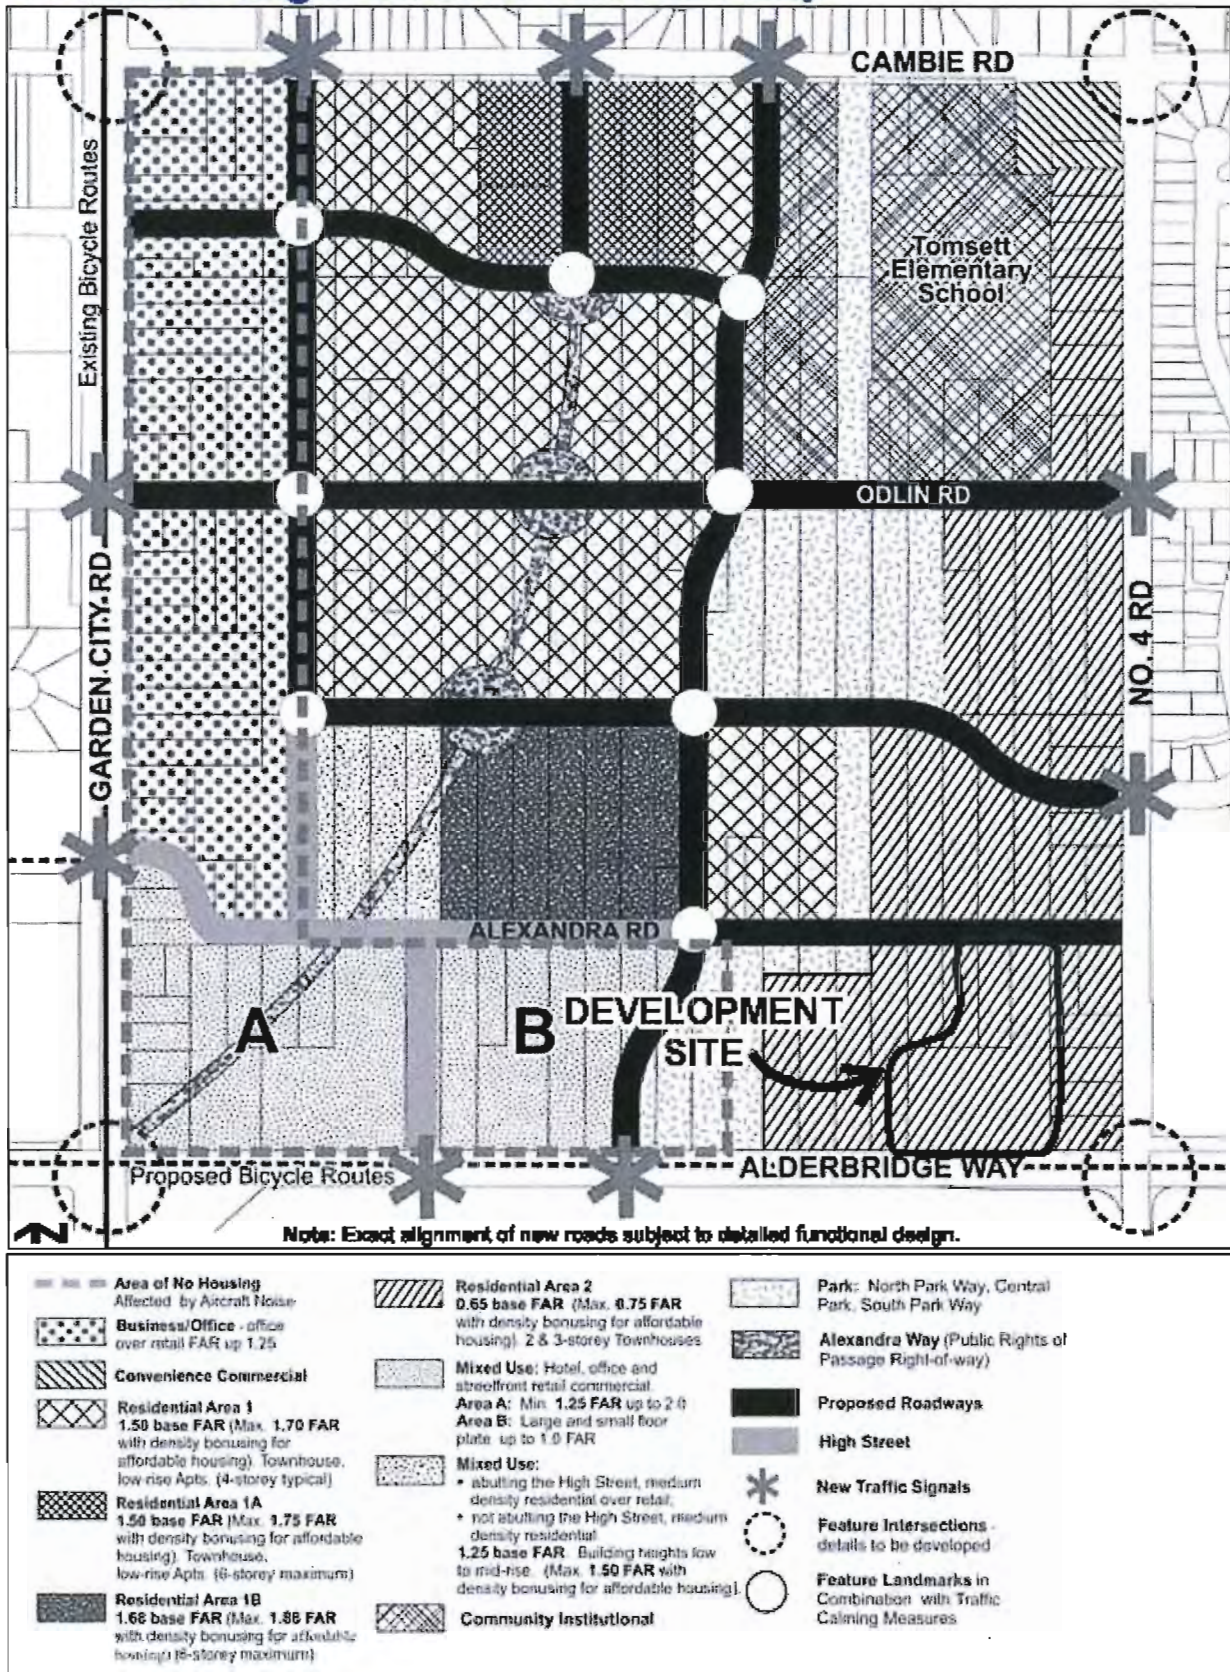 CAMBIE RD
Existing Bicycle Routes
Tomsett
Elementary
School
ODLIN RD
GARDEN CITY RD
NO. 4 RD
ALEXANDRA RD
A
B
DEVELOPMENT
SITE
Proposed Bicycle Routes
ALDERBRIDGE WAY
N
Note: Exact alignment of new roads subject to detailed functional design.
Area of No Housing
Affected by Aircraft Noise
Business/Office - office
over retail FAR up 1.25
Convenience Commercial
Residential Area 1
1.50 base FAR (Max. 1.70 FAR
with density bonusing for
affordable housing). Townhouse,
low-rise Apts. (4-storey typical)
Residential Area 1A
1.50 base FAR (Max. 1.75 FAR
with density bonusing for affordable
housing). Townhouse,
low-rise Apts. (6-storey maximum)
Residential Area 1B
1.68 base FAR (Max. 1.88 FAR
with density bonusing for affordable
housing) (6-storey maximum)
Residential Area 2
0.65 base FAR (Max. 0.75 FAR
with density bonusing for affordable
housing). 2 & 3-storey Townhouses
Mixed Use: Hotel, office and
streetfront retail commercial
Area A: Min. 1.25 FAR up to 2.0
Area B: Large and small floor
plate up to 1.0 FAR
Mixed Use:
• abutting the High Street, medium
density residential over retail,
• not abutting the High Street, medium
density residential
1.25 base FAR. Building heights low
to mid-rise. (Max. 1.50 FAR with
density bonusing for affordable housing).
Community Institutional
Park: North Park Way, Central
Park, South Park Way
Alexandra Way (Public Rights of
Passage Right-of-way)
Proposed Roadways
High Street
New Traffic Signals
Feature Intersections -
details to be developed
Feature Landmarks in
Combination with Traffic
Calming Measures